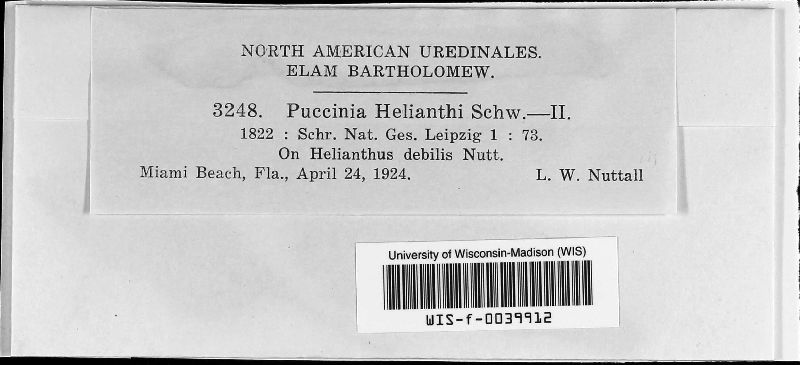 NORTH AMERICAN UREDINALES.
ELAM BARTHOLOMEW.
3248. Puccinia Helianthi Schw.—II.
1822 : Schr. Nat. Ges. Leipzig 1 : 73.
On Helianthus debilis Nutt.
Miami Beach, Fla., April 24, 1924. L. W. Nuttall
University of Wisconsin-Madison (WIS)
WIS-f-0039912